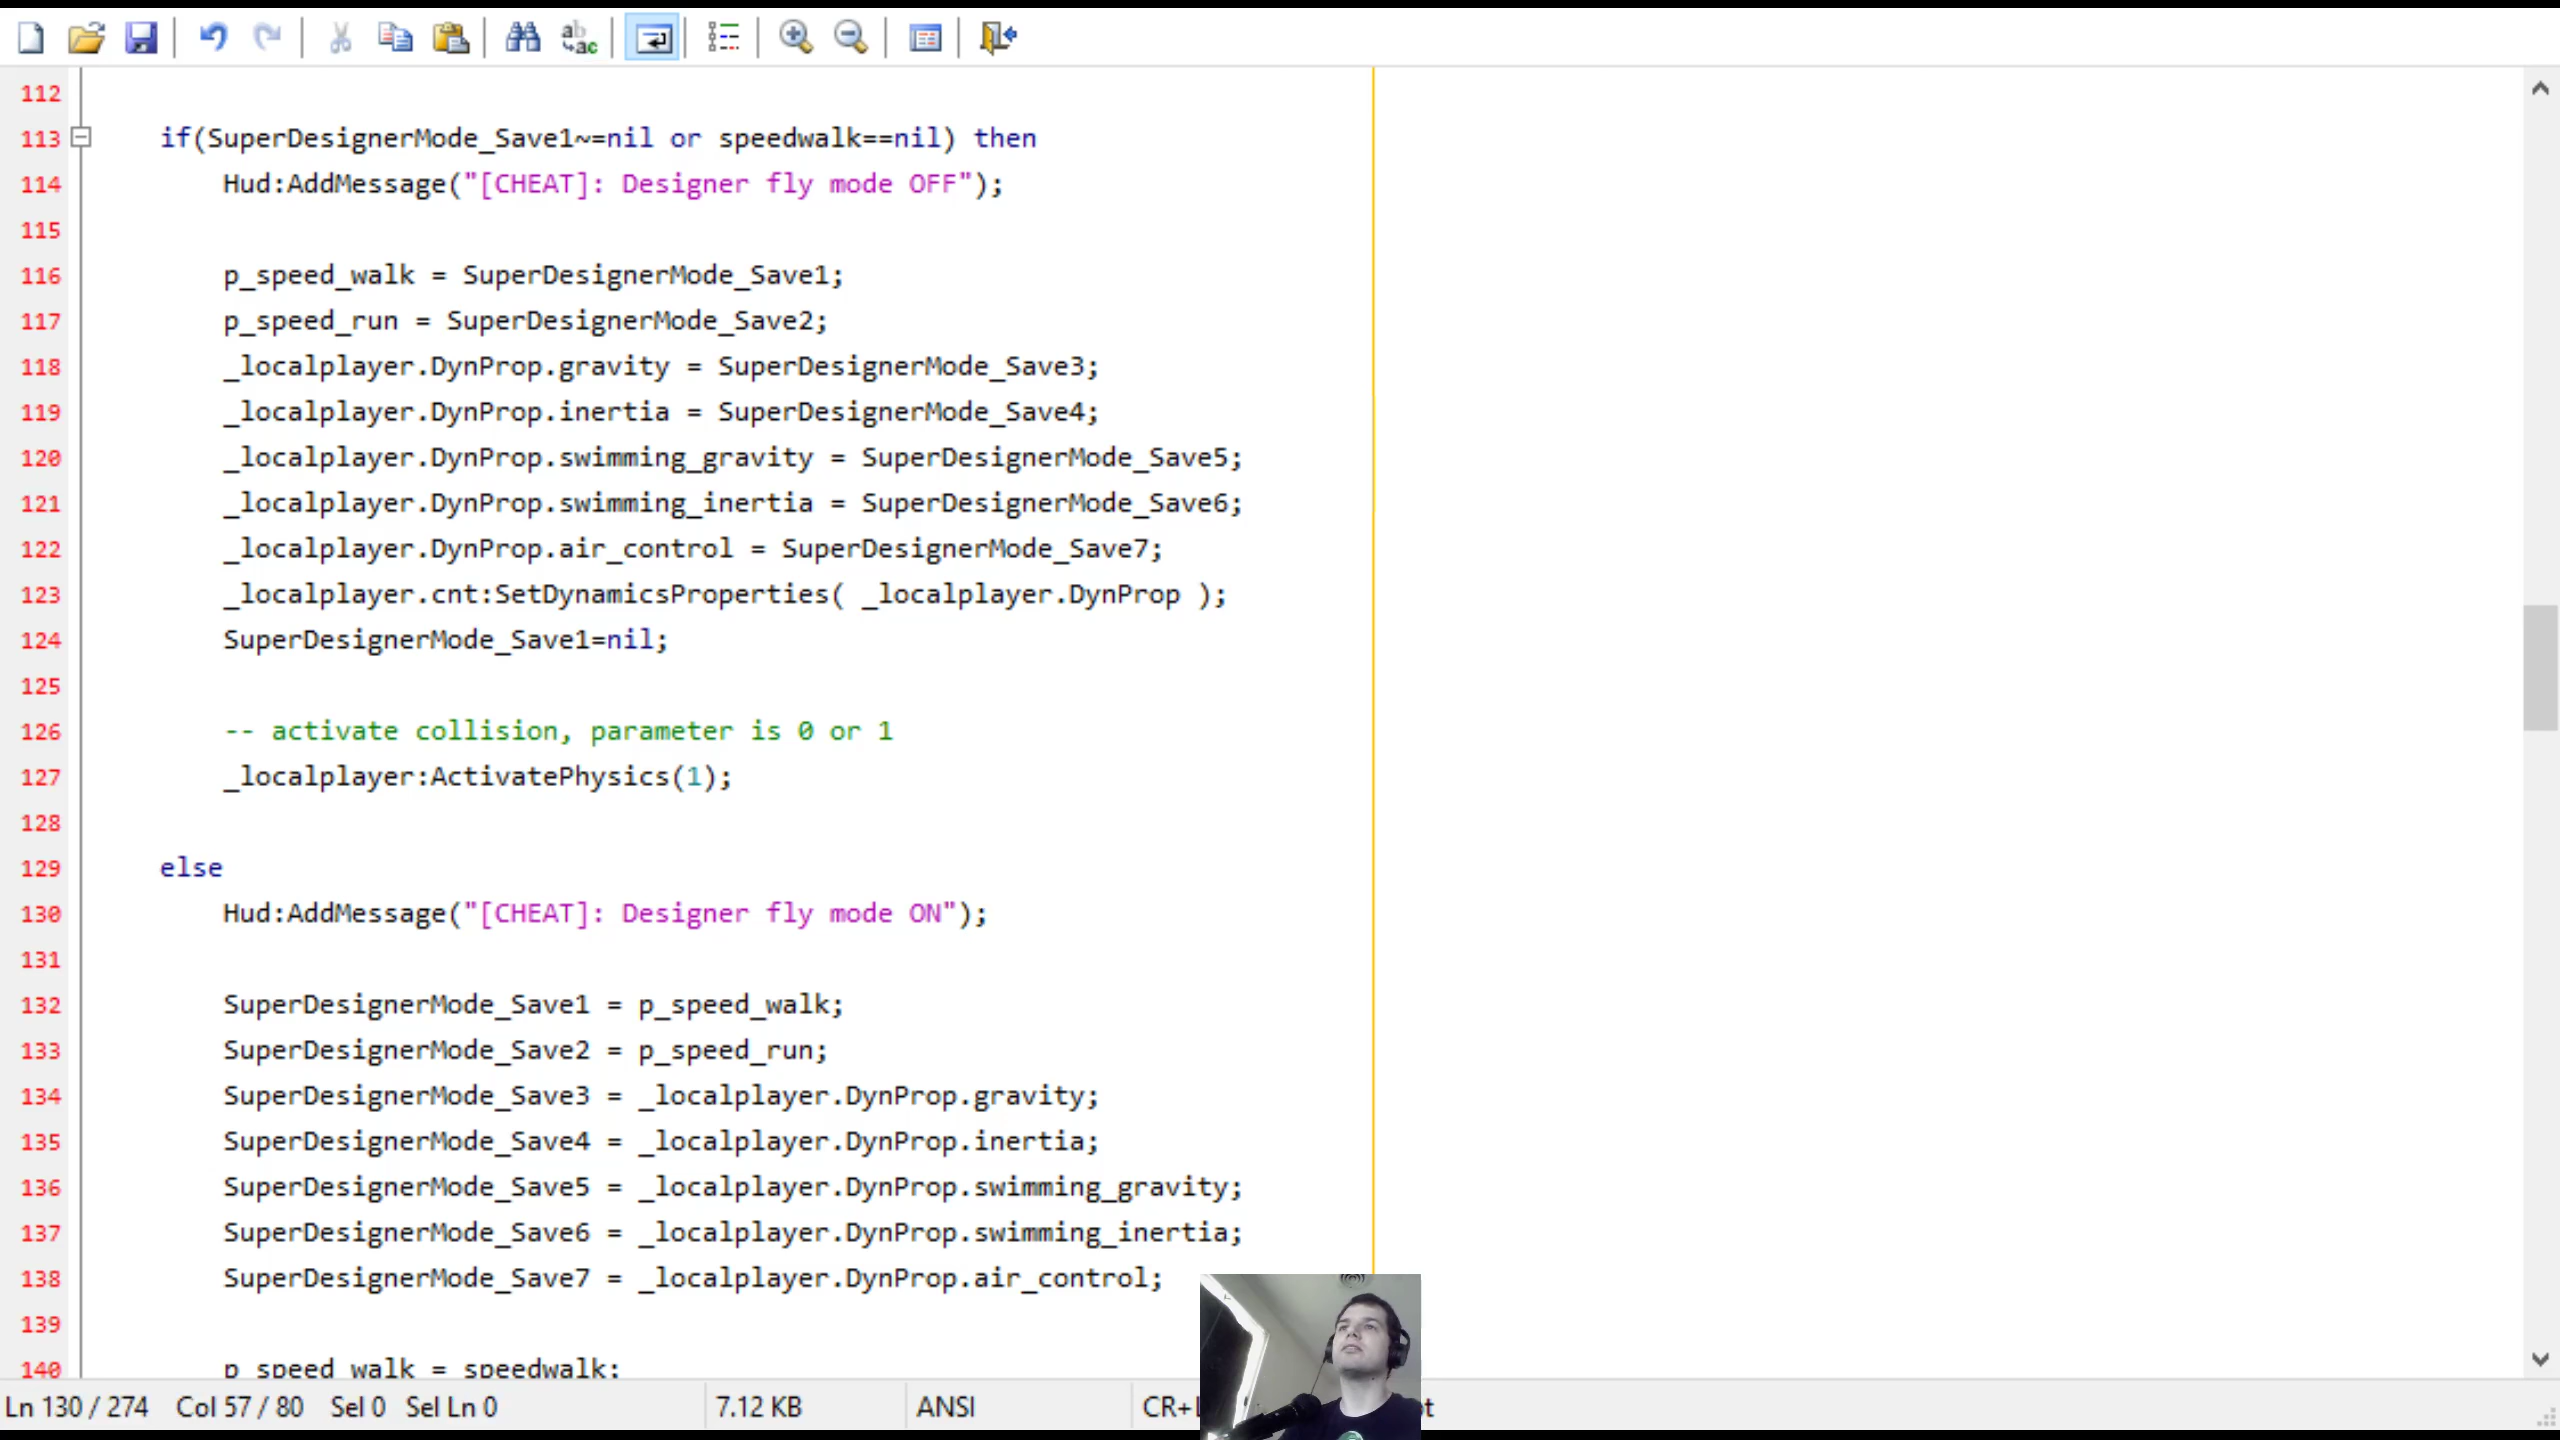 112
113 if(SuperDesignerMode_Save1~=nil or speedwalk==nil) then
114 Hud:AddMessage("[CHEAT]: Designer fly mode OFF");
115
116 p_speed_walk = SuperDesignerMode_Save1;
117 p_speed_run = SuperDesignerMode_Save2;
118 _localplayer.DynProp.gravity = SuperDesignerMode_Save3;
119 _localplayer.DynProp.inertia = SuperDesignerMode_Save4;
120 _localplayer.DynProp.swimming_gravity = SuperDesignerMode_Save5;
121 _localplayer.DynProp.swimming_inertia = SuperDesignerMode_Save6;
122 _localplayer.DynProp.air_control = SuperDesignerMode_Save7;
123 _localplayer.cnt:SetDynamicsProperties( _localplayer.DynProp );
124 SuperDesignerMode_Save1=nil;
125
126 -- activate collision, parameter is 0 or 1
127 _localplayer:ActivatePhysics(1);
128
129 else
130 Hud:AddMessage("[CHEAT]: Designer fly mode ON");
131
132 SuperDesignerMode_Save1 = p_speed_walk;
133 SuperDesignerMode_Save2 = p_speed_run;
134 SuperDesignerMode_Save3 = _localplayer.DynProp.gravity;
135 SuperDesignerMode_Save4 = _localplayer.DynProp.inertia;
136 SuperDesignerMode_Save5 = _localplayer.DynProp.swimming_gravity;
137 SuperDesignerMode_Save6 = _localplayer.DynProp.swimming_inertia;
138 SuperDesignerMode_Save7 = _localplayer.DynProp.air_control;
139
140 p_speed_walk = speedwalk;
Ln 130 / 274 Col 57 / 80 Sel 0 Sel Ln 0 7.12 KB ANSI